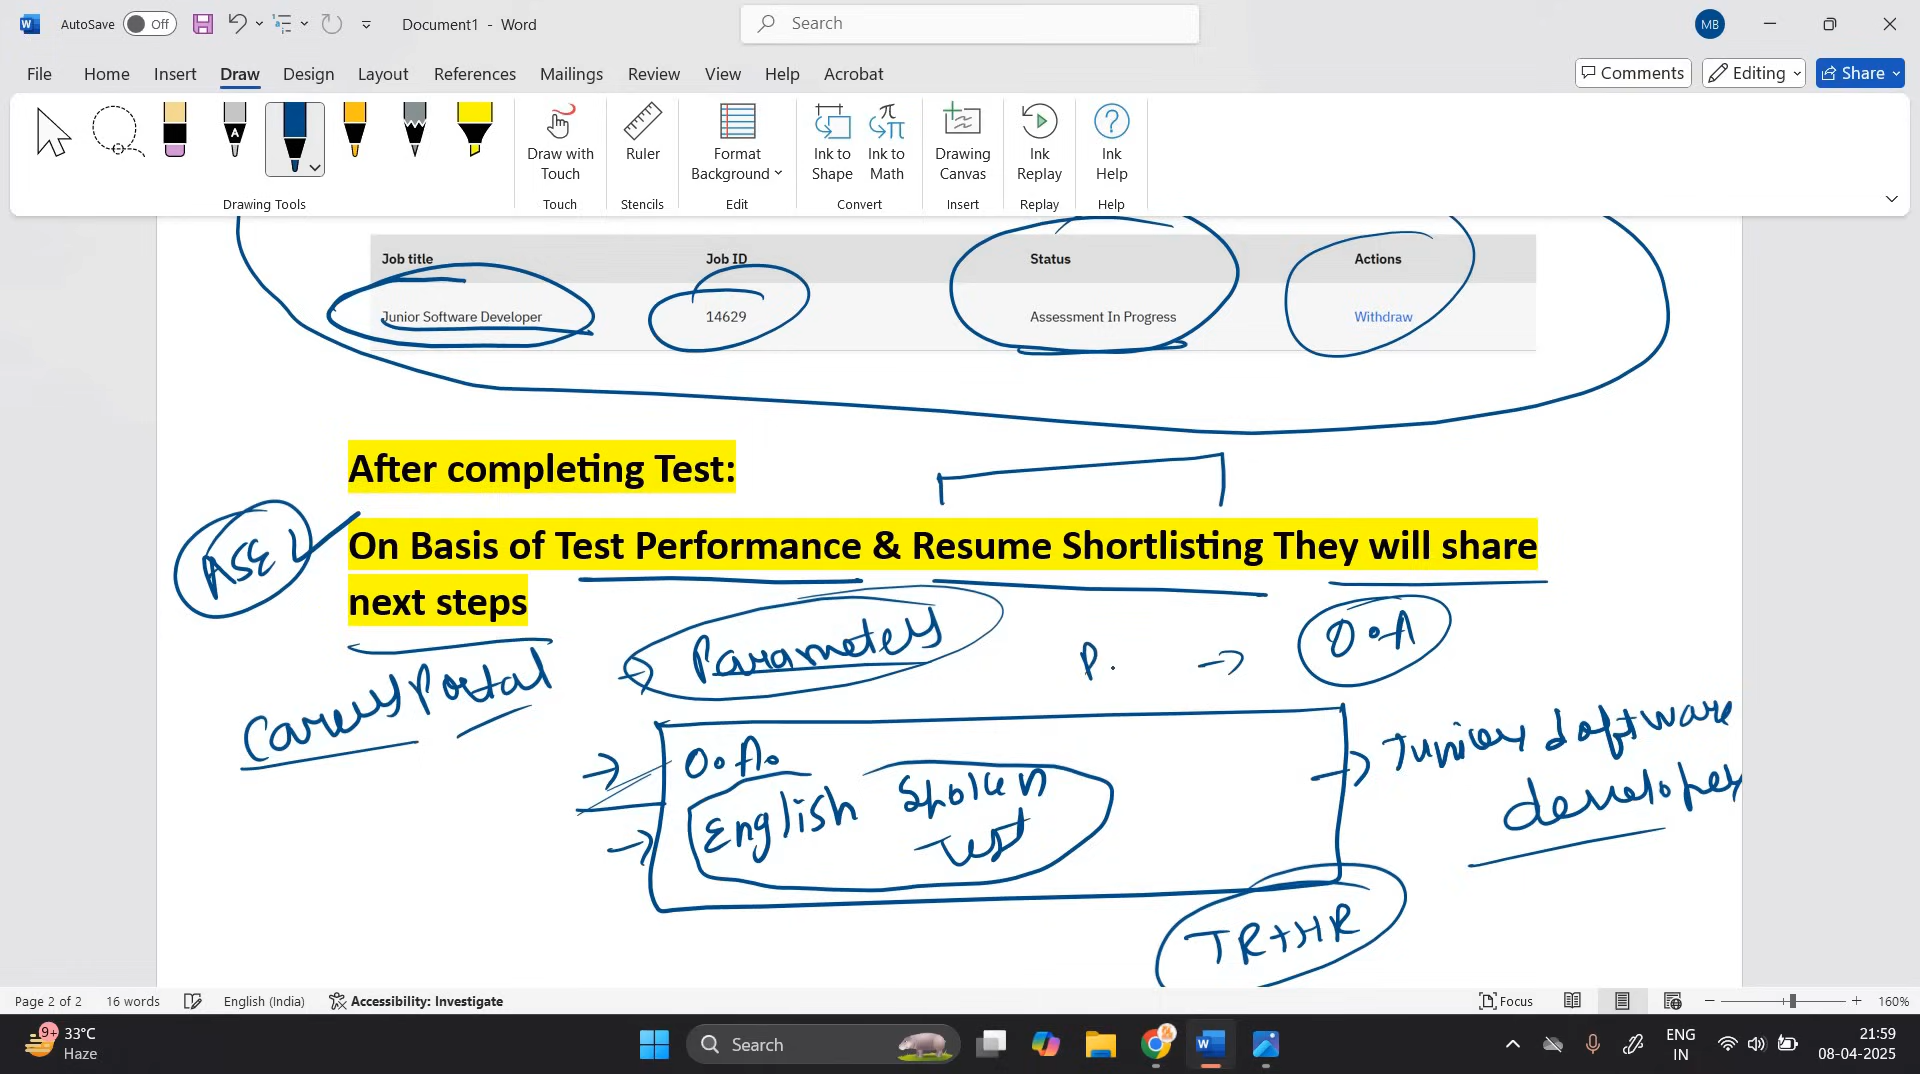 AutoSave Off Document1 - Word Search MB
File Home Insert Draw Design Layout References Mailings Review View Help Acrobat Comments Editing Share
Draw with Touch
Ruler
Format Background
Ink to Shape
Ink to Math
Drawing Canvas
Ink Replay
Ink Help
Drawing Tools Touch Stencils Edit Convert Insert Replay Help
Job title Job ID Status Actions
Junior Software Developer 14629 Assessment In Progress Withdraw
After completing Test:
ASE
On Basis of Test Performance & Resume Shortlisting They will share
next steps
Parameters P. → O.A
Career Portal
O.A.
English Spoken
Test
Junior Software
developer
TR+HR
Page 2 of 2 16 words English (India) Accessibility: Investigate Focus 160%
9+ 33°C
Haze
Search
ENG
IN
21:59
08-04-2025